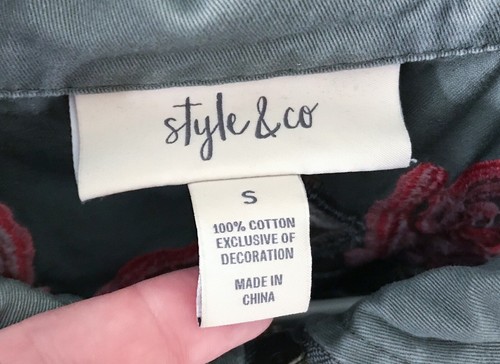 style & co
S
100% COTTON
EXCLUSIVE OF
DECORATION
MADE IN
CHINA